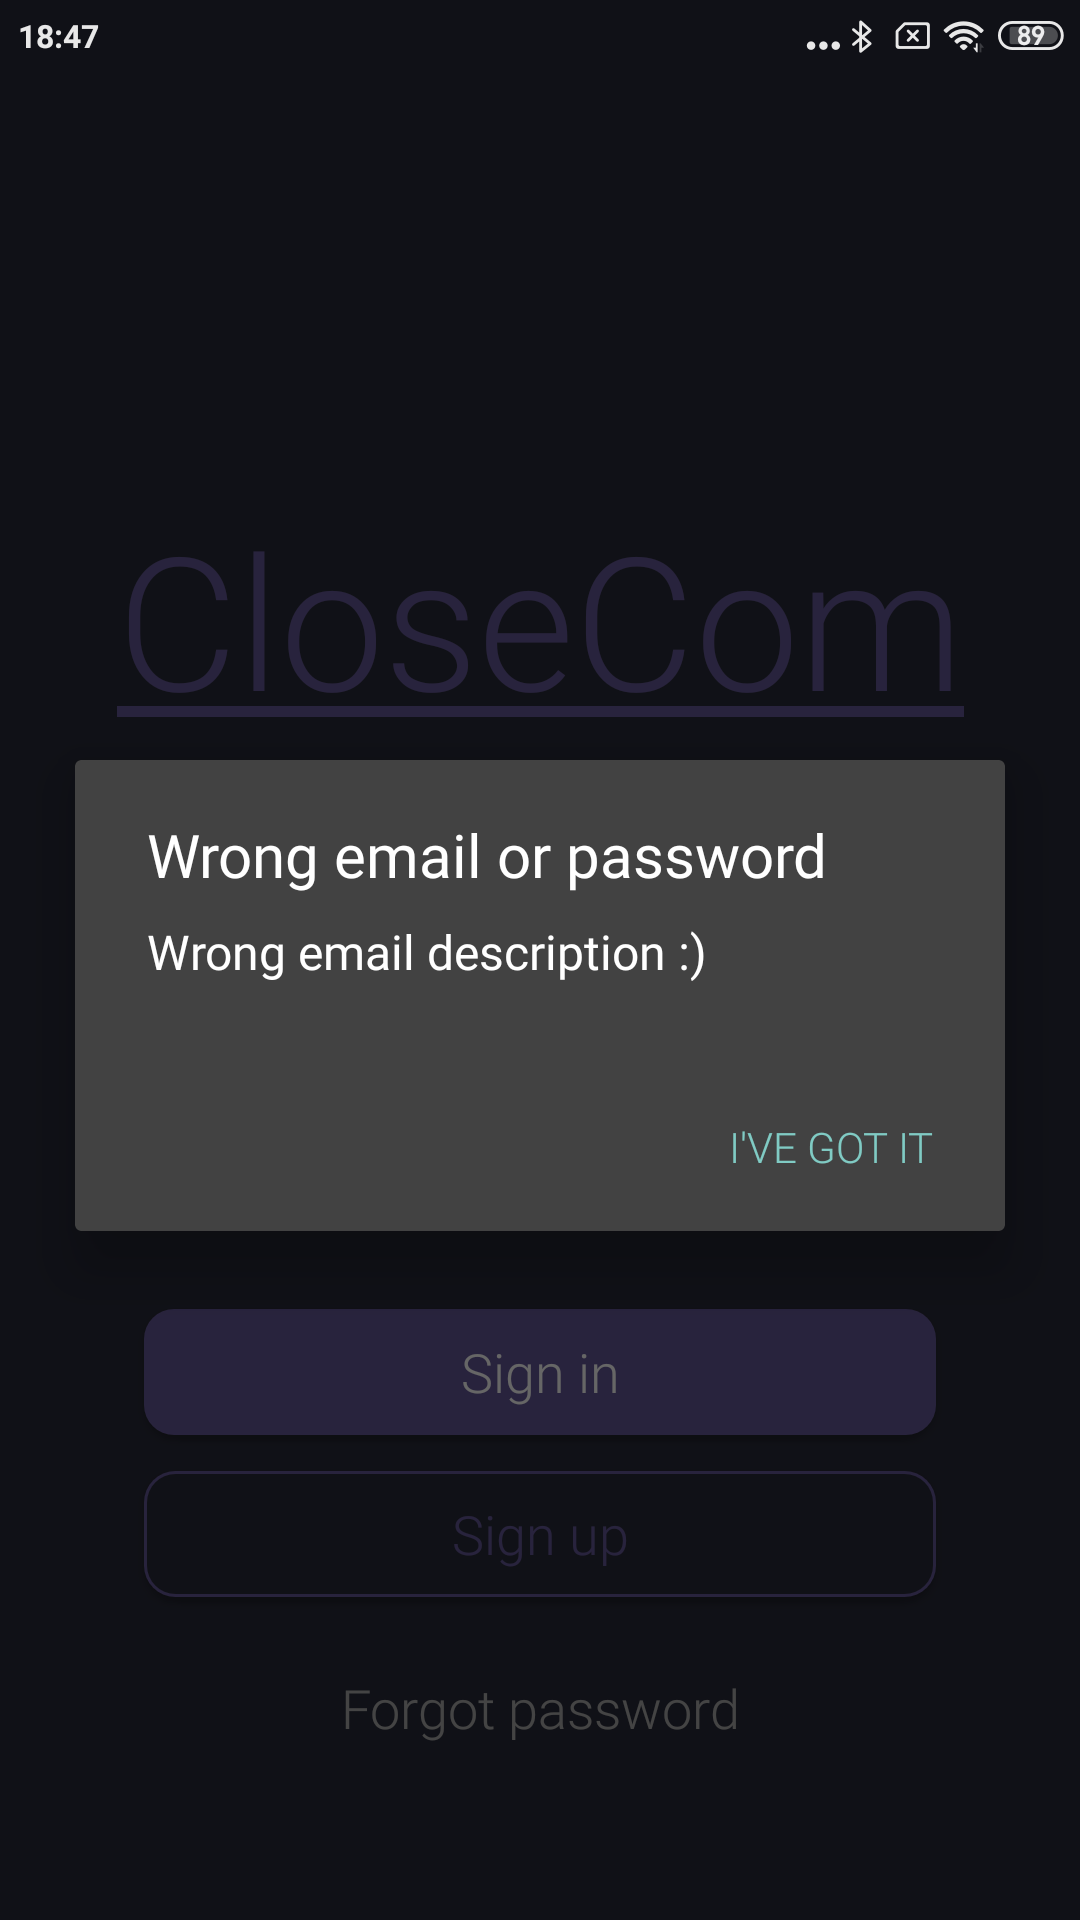 18:47
89
CloseCom
Wrong email or password
Wrong email description :)
I'VE GOT IT
Sign in
Sign up
Forgot password